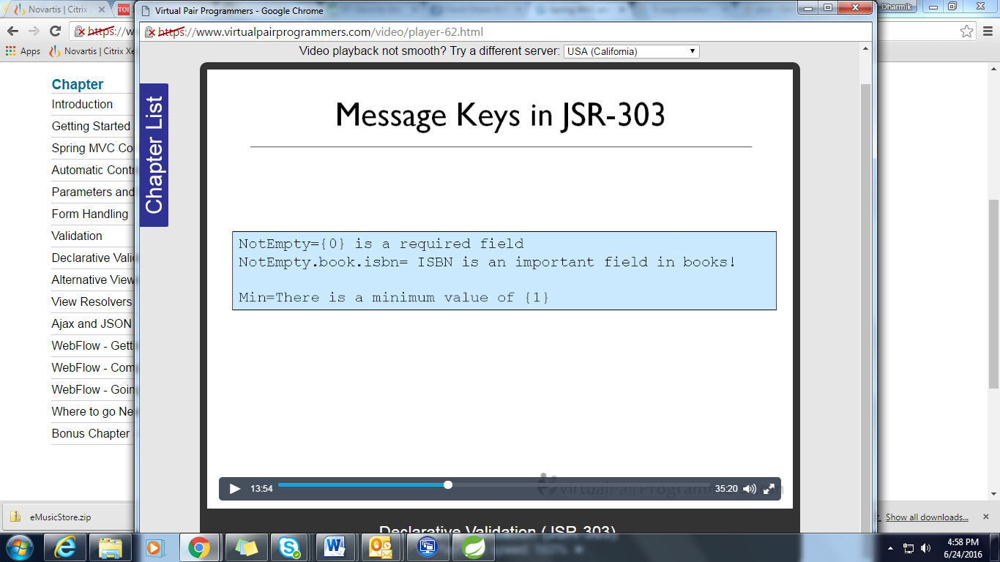 Novartis | Citrix
TOI
Virtual Pair Programmers - Google Chrome
Dharmik
https://w
https://www.virtualpairprogrammers.com/video/player-62.html
Apps
Novartis | Citrix Xe
Video playback not smooth? Try a different server: USA (California)
Chapter
Introduction
Getting Started
Spring MVC Co
Automatic Contr
Parameters and
Form Handling
Validation
Declarative Valid
Alternative View
View Resolvers
Ajax and JSON
WebFlow - Getti
WebFlow - Com
WebFlow - Goin
Where to go Ne
Bonus Chapter
Chapter List
Message Keys in JSR-303
NotEmpty={0} is a required field
NotEmpty.book.isbn= ISBN is an important field in books!
Min=There is a minimum value of {1}
VirtualPairProgrammers.com
13:54
35:20
Declarative Validation (JSR-303)
eMusicStore.zip
Show all downloads...
4:58 PM
6/24/2016